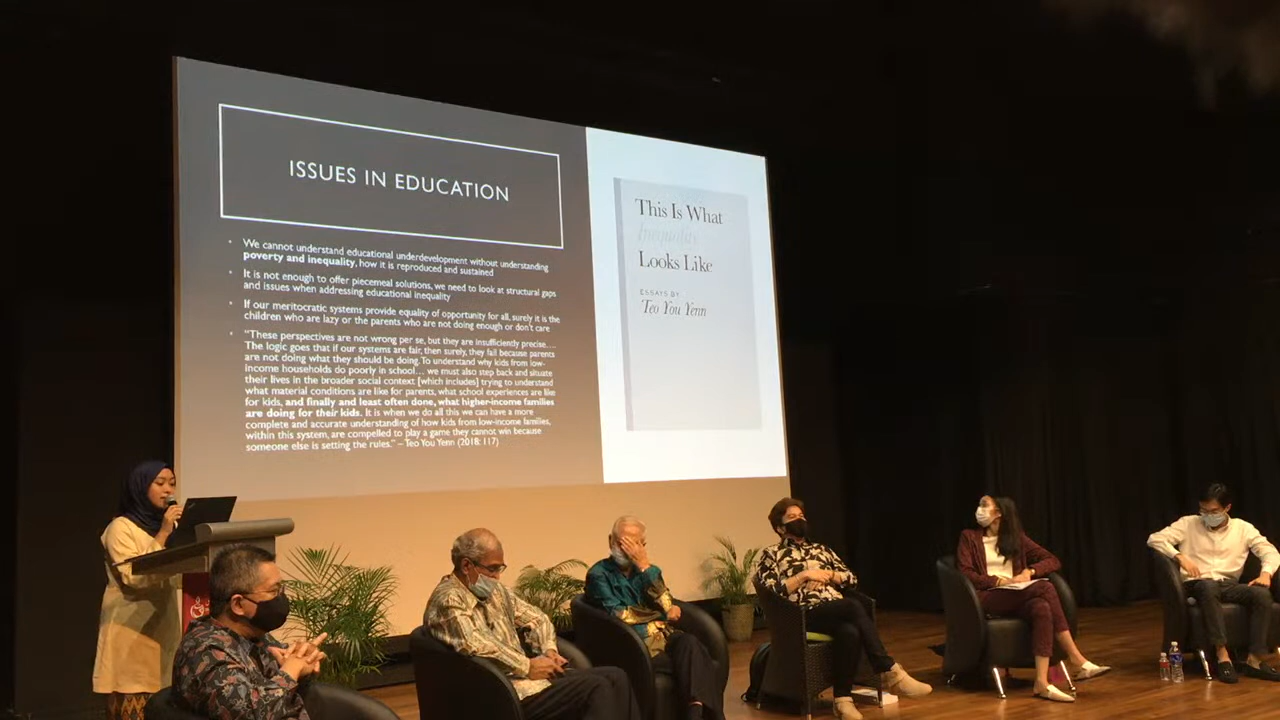 ISSUES IN EDUCATION
• We cannot understand educational underdevelopment without understanding
poverty and inequality, how it is reproduced and sustained
• It is not enough to offer piecemeal solutions, we need to look at structural gaps
and issues when addressing educational inequality
• If our meritocratic systems provide equality of opportunity for all, surely it is the
children who are lazy or the parents who are not doing enough or don't care
• "These perspectives are not wrong per se, but they are insufficiently precise….
The logic goes that if our systems are fair, then surely, they fail because parents
are not doing what they should be doing. To understand why kids from low-
income households do poorly in school… we must also step back and situate
their lives in the broader social context [which includes] trying to understand
what material conditions are like for parents, what school experiences are like
for kids, and finally and least often done, what higher-income families
are doing for their kids. It is when we do all this we can have a more
complete and accurate understanding of how kids from low-income families,
within this system, are compelled to play a game they cannot win because
someone else is setting the rules." – Teo You Yenn (2018: 117)
This Is What
Inequality
Looks Like
ESSAYS BY
Teo You Yenn